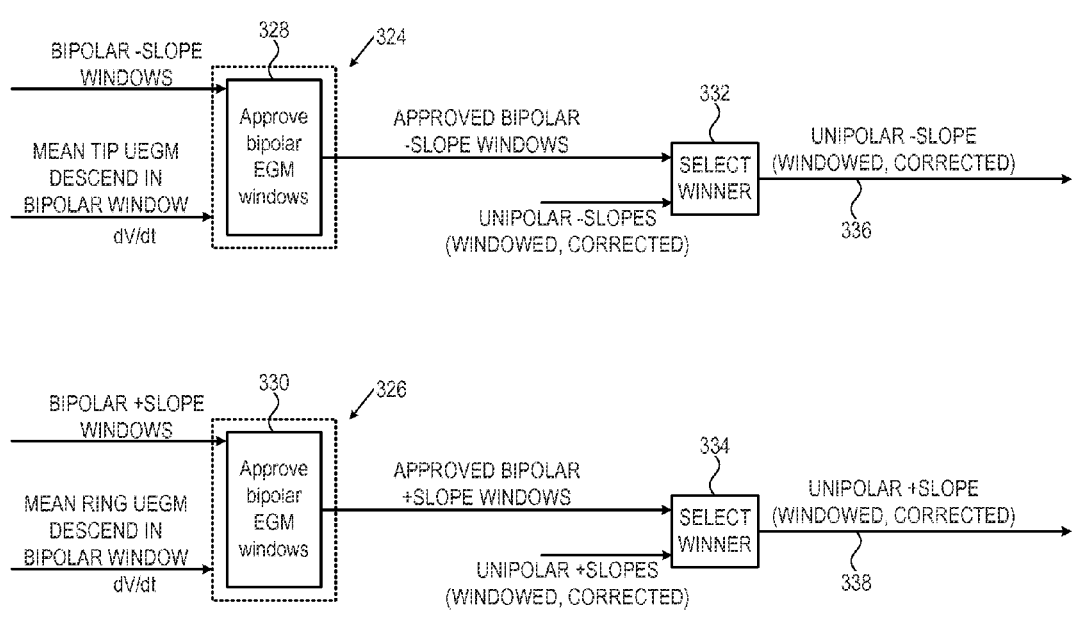 328
324
BIPOLAR -SLOPE
WINDOWS
Approve
bipolar
EGM
windows
MEAN TIP UEGM
DESCEND IN
BIPOLAR WINDOW
dV/dt
APPROVED BIPOLAR
-SLOPE WINDOWS
332
SELECT
WINNER
UNIPOLAR -SLOPES
(WINDOWED, CORRECTED)
UNIPOLAR -SLOPE
(WINDOWED, CORRECTED)
336
330
326
BIPOLAR +SLOPE
WINDOWS
Approve
bipolar
EGM
windows
MEAN RING UEGM
DESCEND IN
BIPOLAR WINDOW
dV/dt
APPROVED BIPOLAR
+SLOPE WINDOWS
334
SELECT
WINNER
UNIPOLAR +SLOPES
(WINDOWED, CORRECTED)
UNIPOLAR +SLOPE
(WINDOWED, CORRECTED)
338